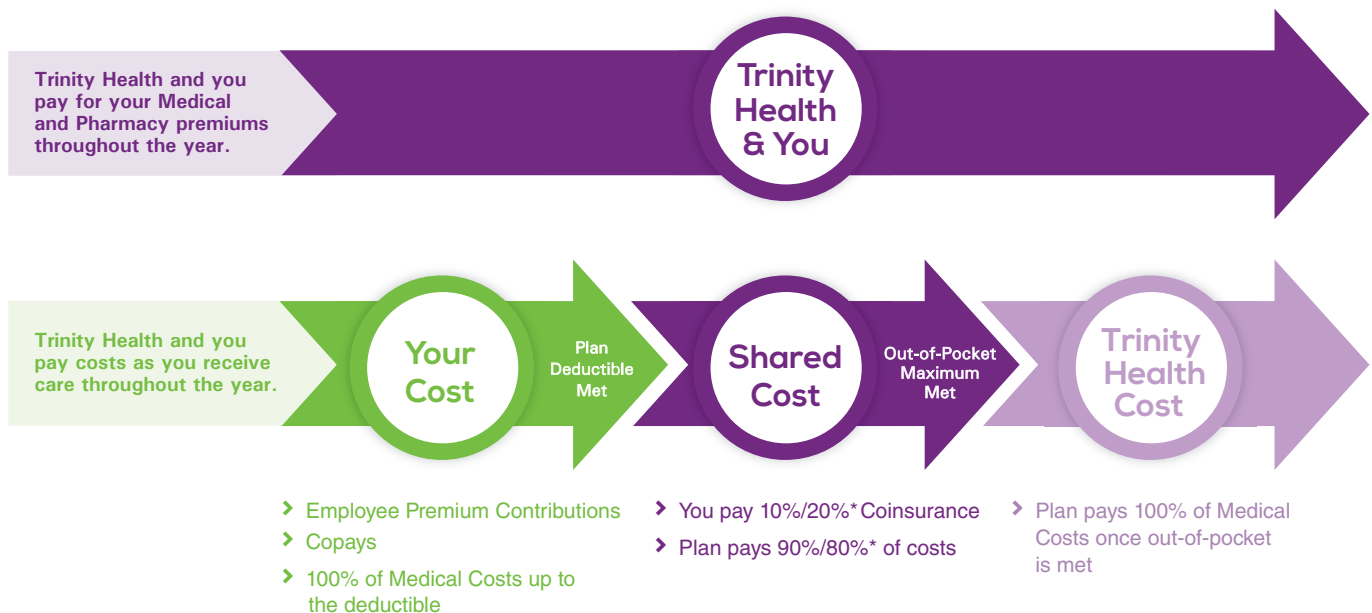 Trinity Health and you
pay for your Medical
and Pharmacy premiums
throughout the year.
Trinity
Health
& You
Trinity Health and you
pay costs as you receive
care throughout the year.
Your
Cost
Plan
Deductible
Met
Shared
Cost
Out-of-Pocket
Maximum
Met
Trinity
Health
Cost
Employee Premium Contributions
Copays
100% of Medical Costs up to
the deductible
You pay 10%/20%* Coinsurance
Plan pays 90%/80%* of costs
Plan pays 100% of Medical
Costs once out-of-pocket
is met